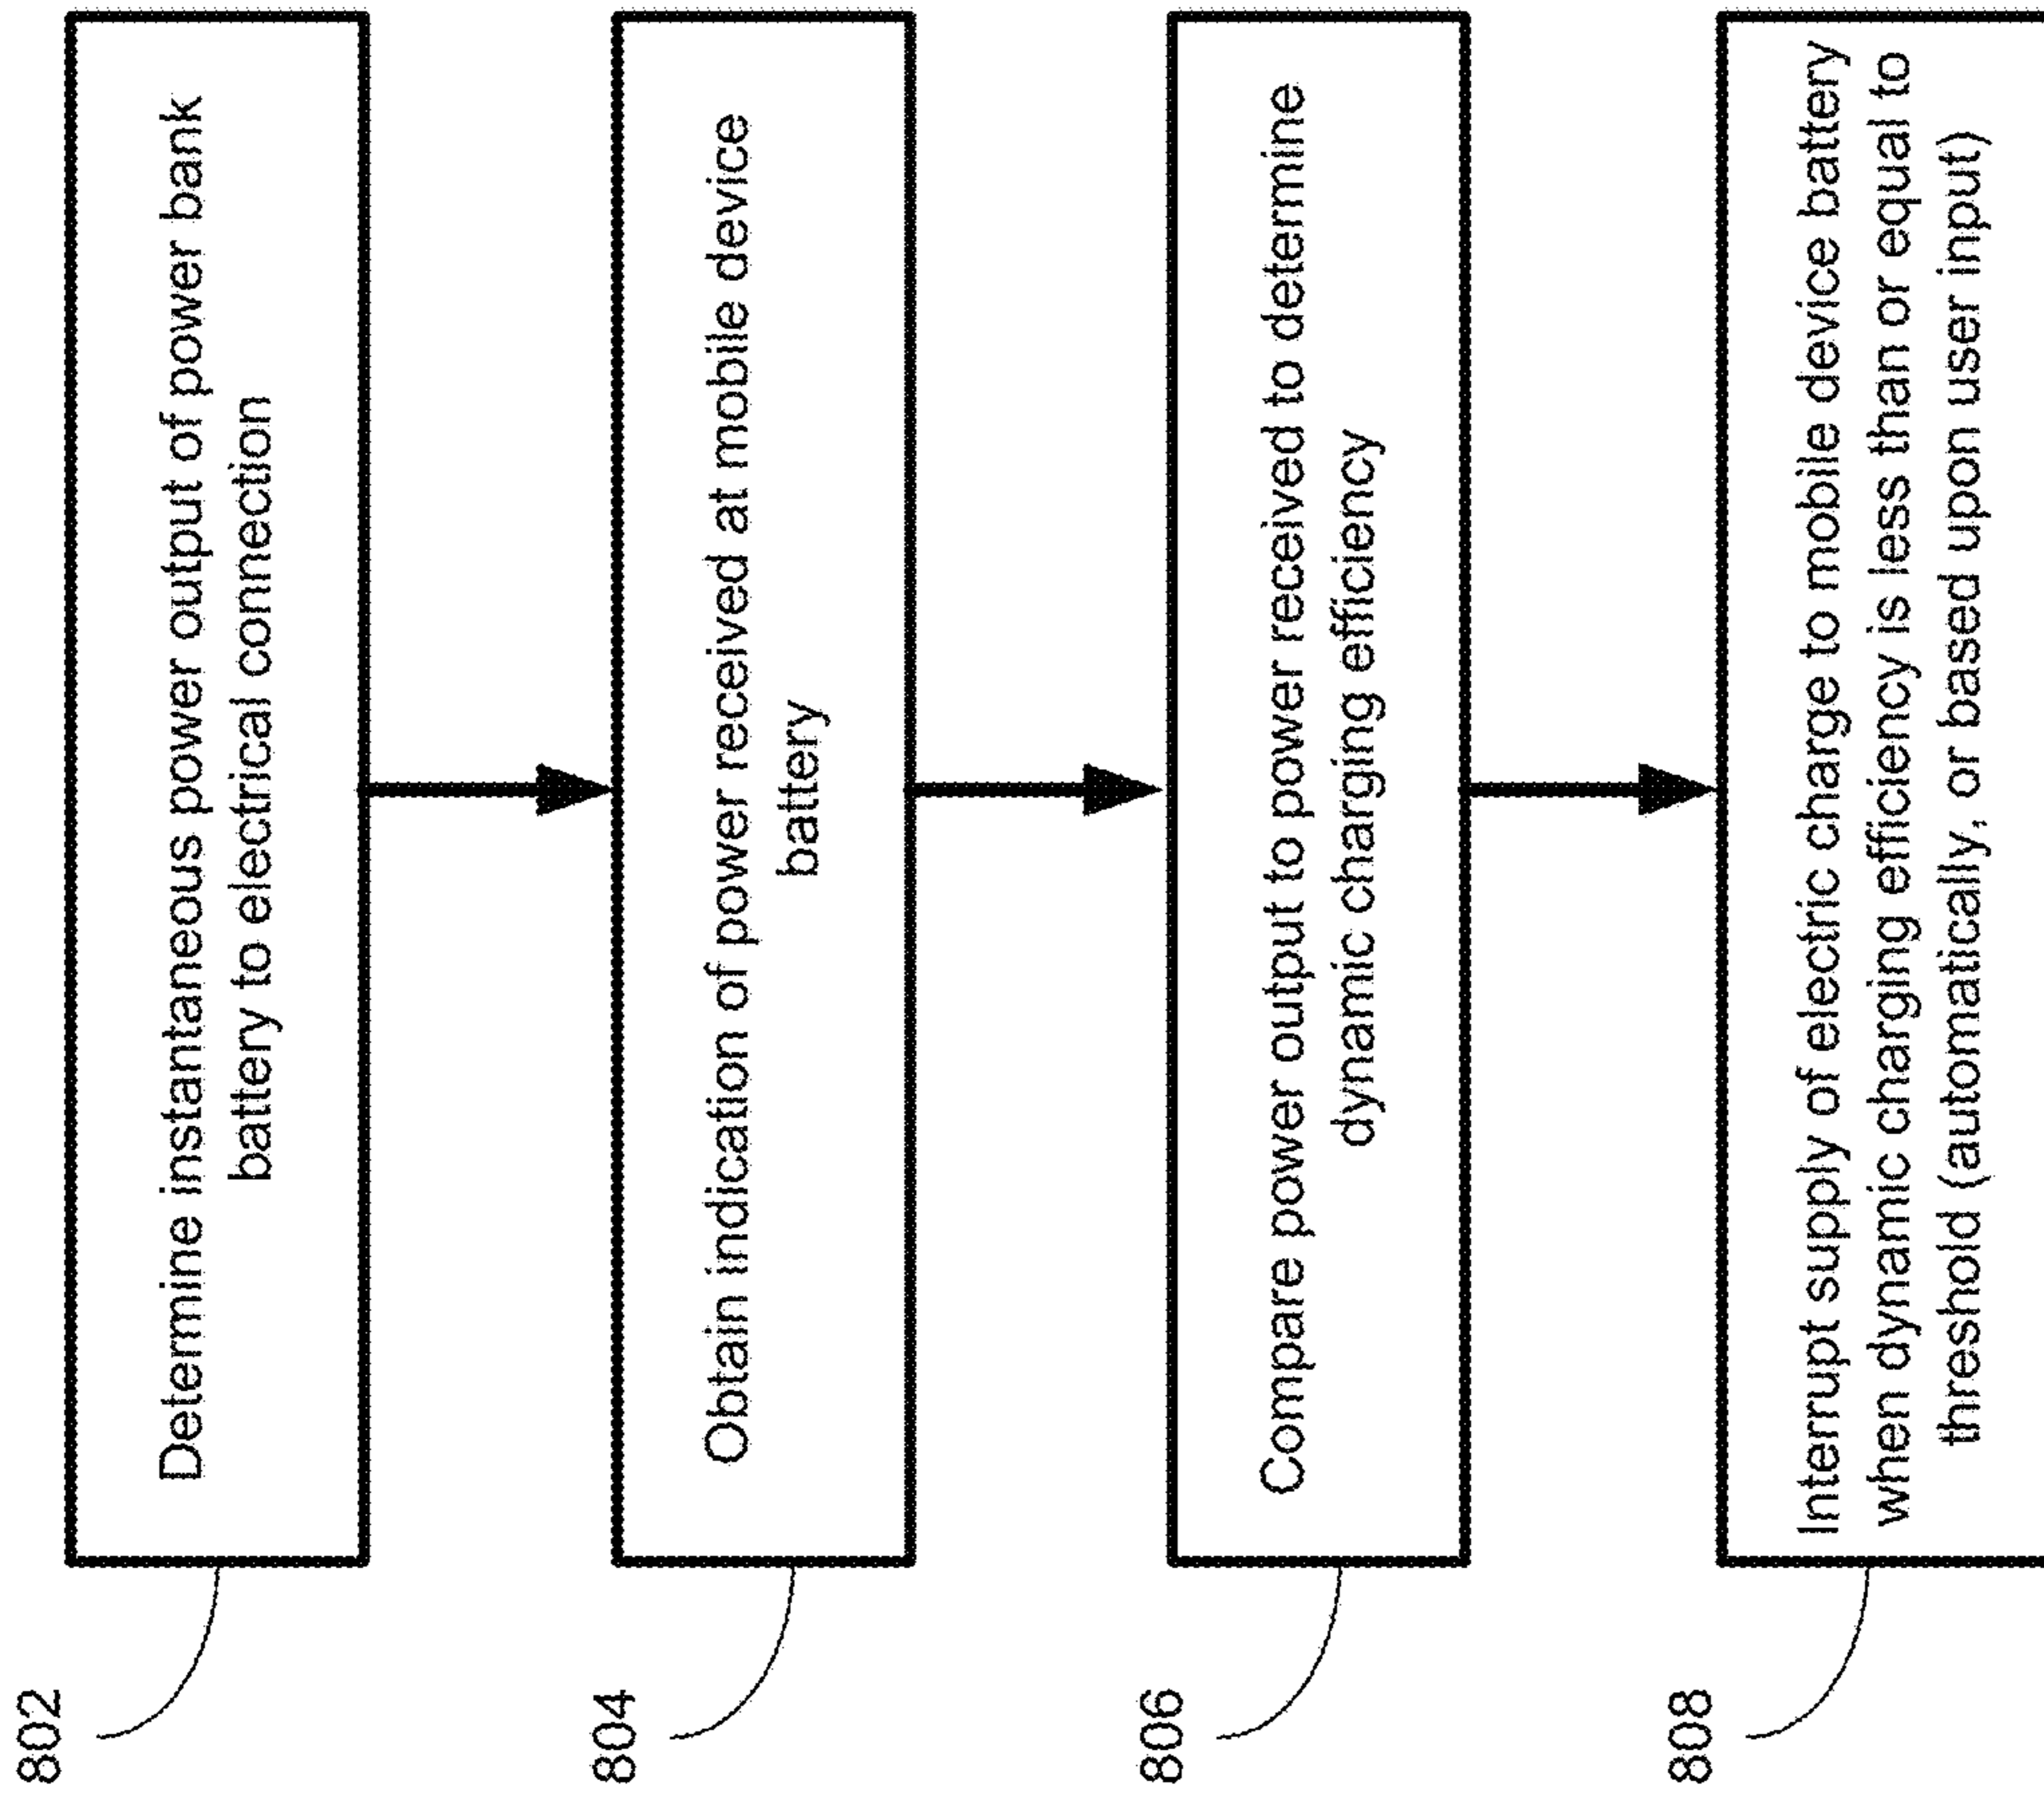 802
Determine instantaneous power output of power bank
battery to electrical connection
804
Obtain indication of power received at mobile device
battery
806
Compare power output to power received to determine
dynamic charging efficiency
808
Interrupt supply of electric charge to mobile device battery
when dynamic charging efficiency is less than or equal to
threshold (automatically, or based upon user input)